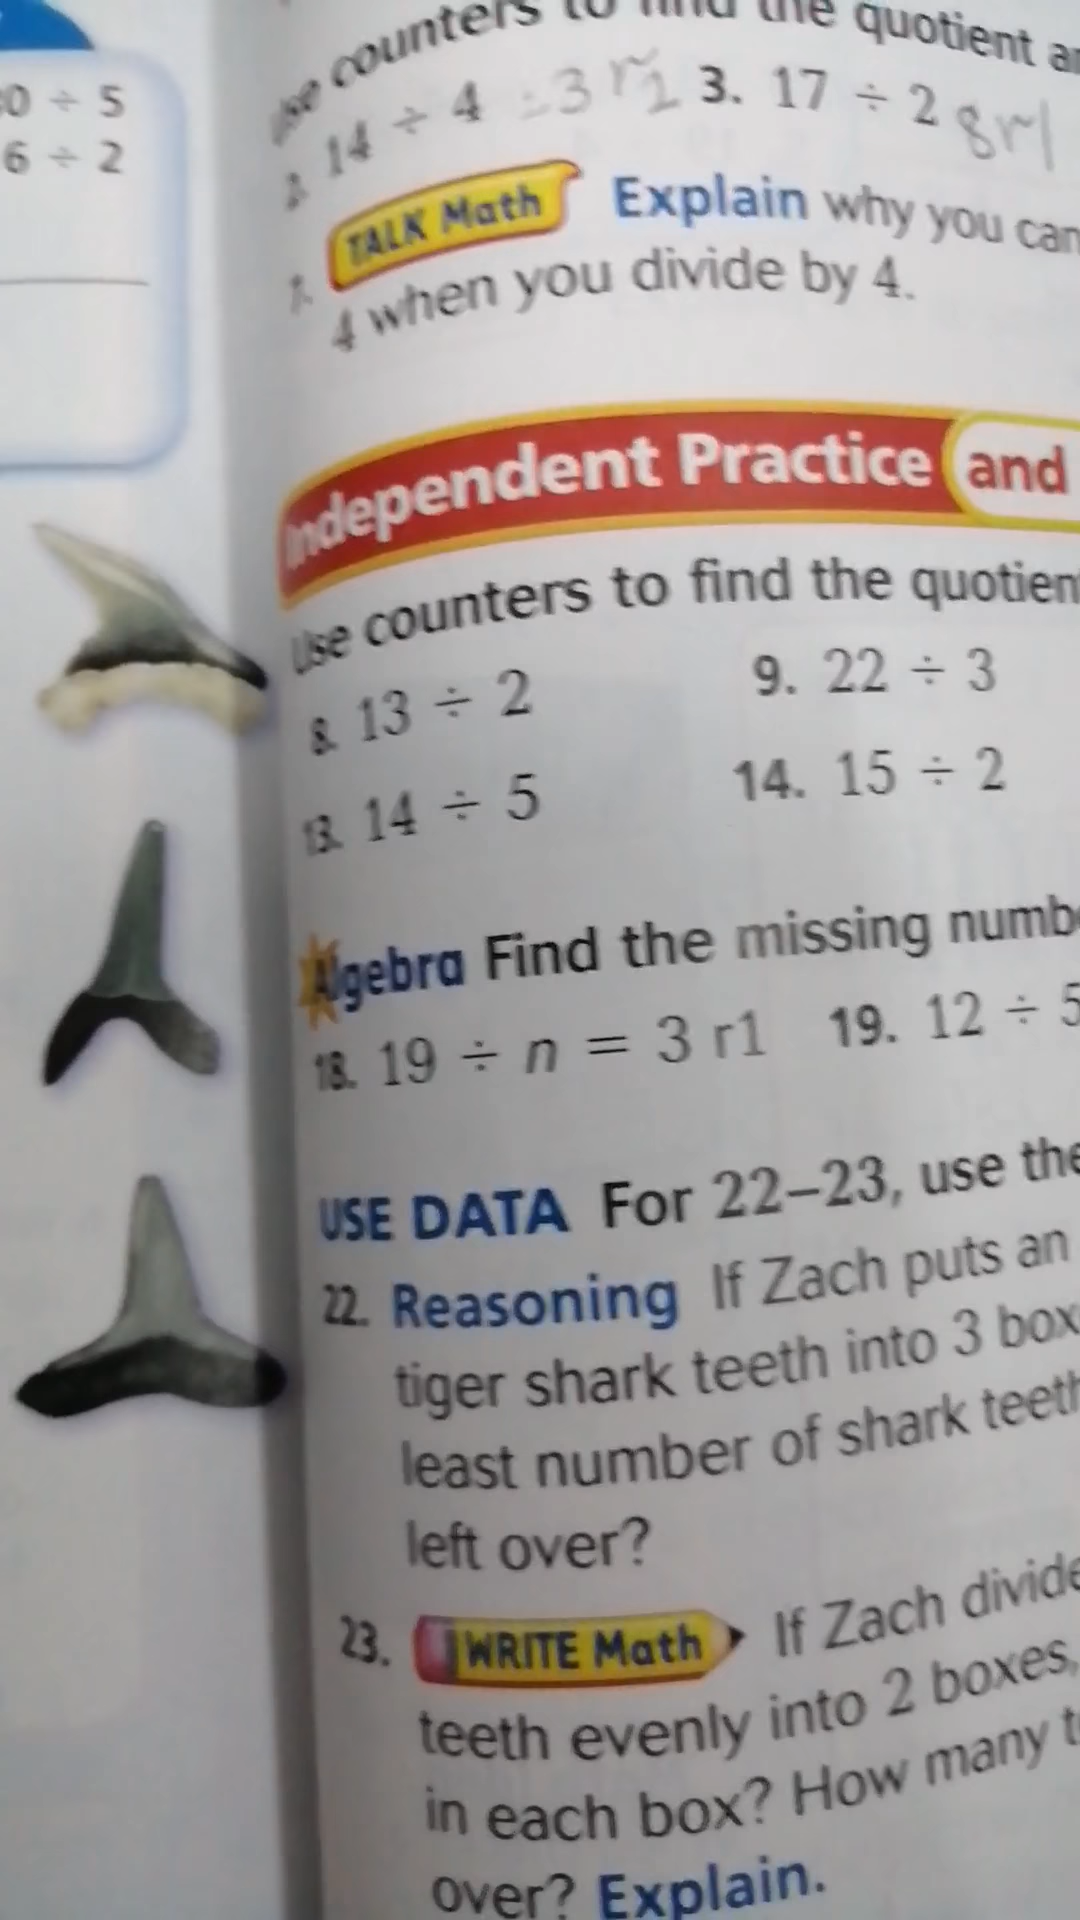 0 ÷ 5
6 ÷ 2
Use counters to find the quotient
2. 14 ÷ 4 = 3 r2 3. 17 ÷ 2 8r1
7. TALK Math Explain why you can
4 when you divide by 4.
Independent Practice and
Use counters to find the quotien
8. 13 ÷ 2 9. 22 ÷ 3
13. 14 ÷ 5 14. 15 ÷ 2
Algebra Find the missing numb
18. 19 ÷ n = 3 r1 19. 12 ÷ 5
USE DATA For 22–23, use the
22. Reasoning If Zach puts an
tiger shark teeth into 3 box
least number of shark teeth
left over?
23. WRITE Math If Zach divide
teeth evenly into 2 boxes,
in each box? How many t
over? Explain.